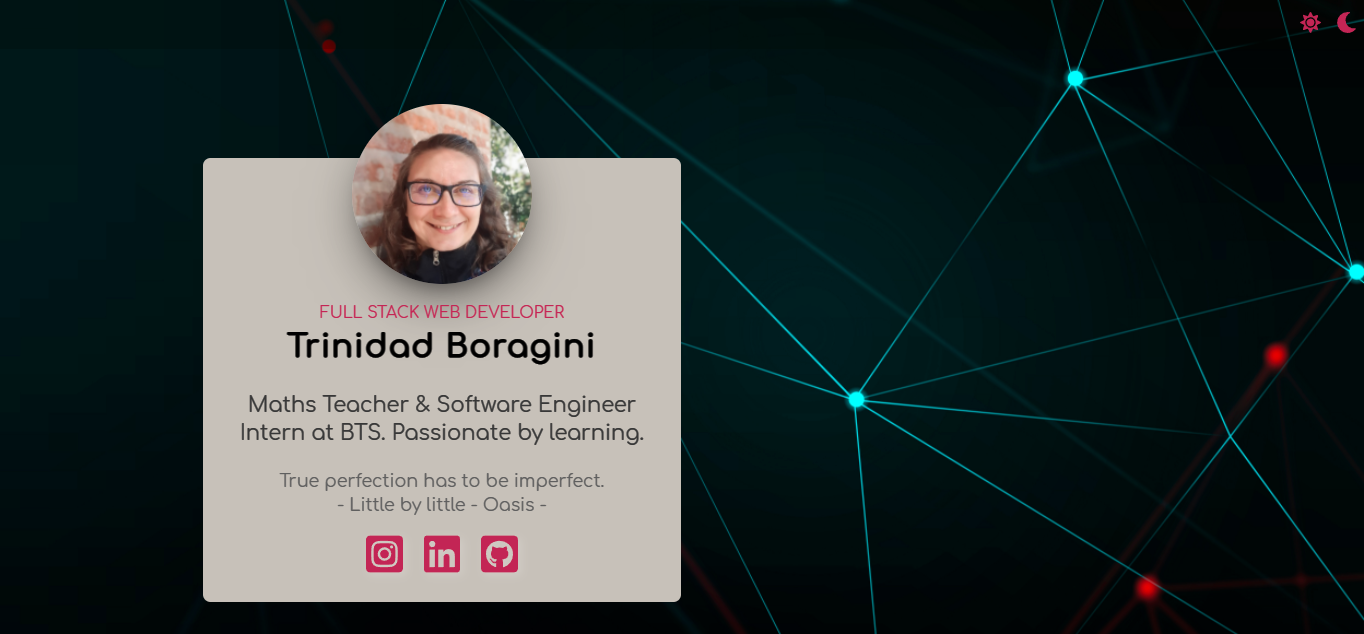 FULL STACK WEB DEVELOPER
Trinidad Boragini
Maths Teacher & Software Engineer
Intern at BTS. Passionate by learning.
True perfection has to be imperfect.
- Little by little - Oasis -